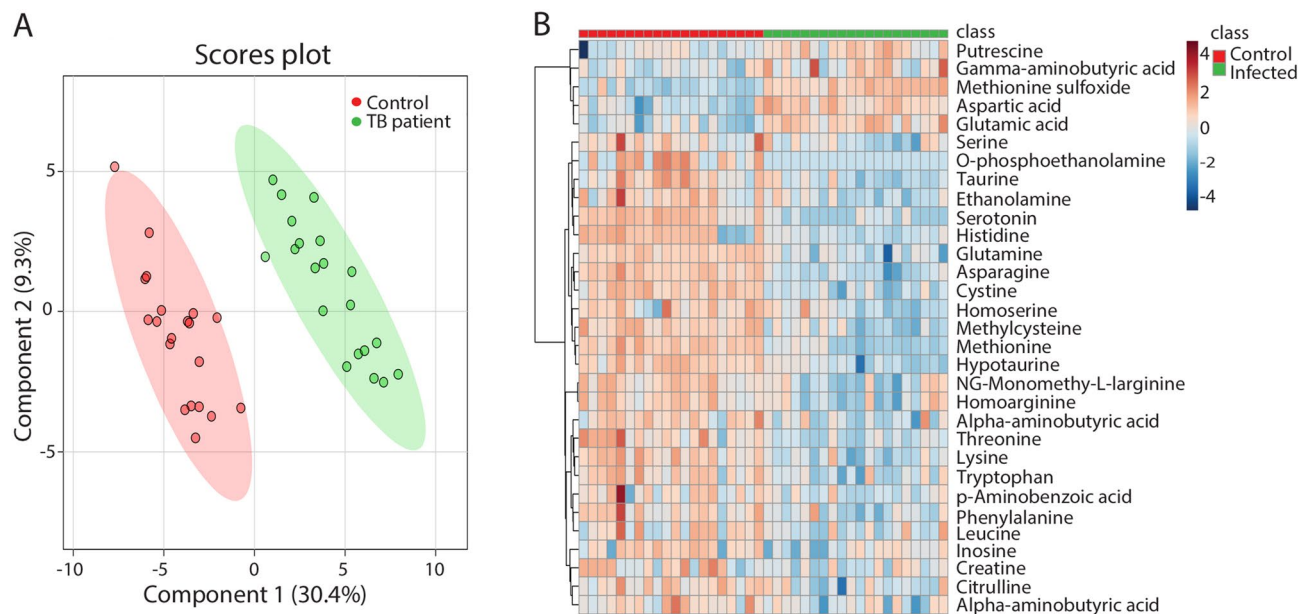 A
Scores plot
Control
TB patient
Component 2 (9.3%)
5
0
-5
-10
-5
0
5
10
Component 1 (30.4%)
B
class
Putrescine
Gamma-aminobutyric acid
Methionine sulfoxide
Aspartic acid
Glutamic acid
Serine
O-phosphoethanolamine
Taurine
Ethanolamine
Serotonin
Histidine
Glutamine
Asparagine
Cystine
Homoserine
Methylcysteine
Methionine
Hypotaurine
NG-Monomethy-L-larginine
Homoarginine
Alpha-aminobutyric acid
Threonine
Lysine
Tryptophan
p-Aminobenzoic acid
Phenylalanine
Leucine
Inosine
Creatine
Citrulline
Alpha-aminobutyric acid
4
2
0
-2
-4
class
Control
Infected